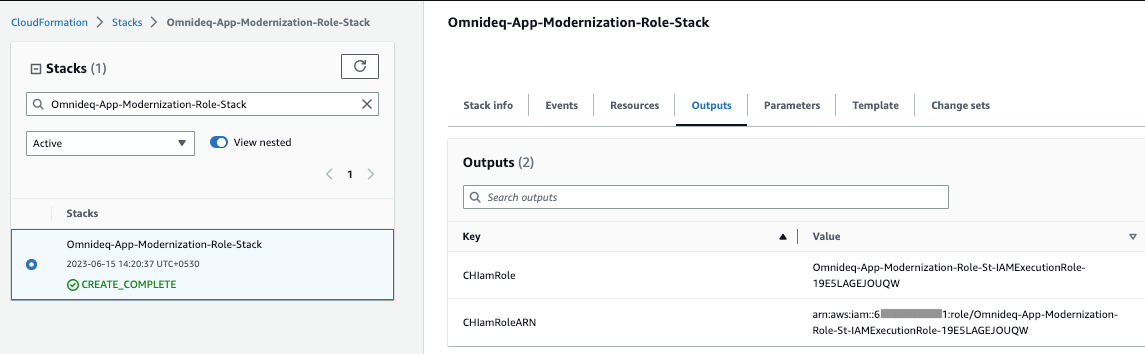 CloudFormation > Stacks > Omnideq-App-Modernization-Role-Stack
Stacks (1)
Omnideq-App-Modernization-Role-Stack
Active
View nested
1
Stacks
Omnideq-App-Modernization-Role-Stack
2023-06-15 14:20:37 UTC+0530
CREATE_COMPLETE
Omnideq-App-Modernization-Role-Stack
Stack info Events Resources Outputs Parameters Template Change sets
Outputs (2)
Search outputs
Key Value
CHIamRole
Omnideq-App-Modernization-Role-St-IAMExecutionRole-
19E5LAGEJOUQW
CHIamRoleARN
arn:aws:iam::6 1:role/Omnideq-App-Modernization-
Role-St-IAMExecutionRole-19E5LAGEJOUQW